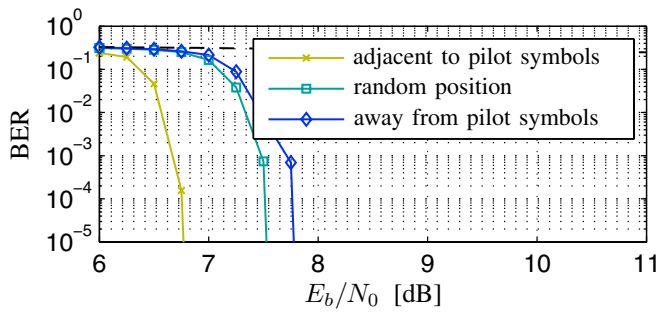 10^0
10^-1
10^-2
10^-3
10^-4
10^-5
BER
adjacent to pilot symbols
random position
away from pilot symbols
6 7 8 9 10 11
E_b/N_0 [dB]